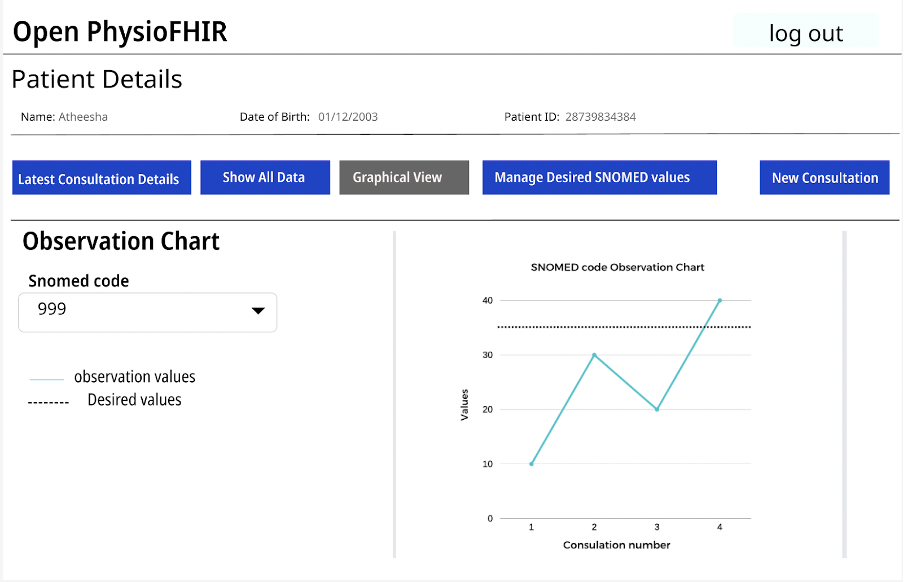 Open PhysioFHIR
log out
Patient Details
Name: Atheesha Date of Birth: 01/12/2003 Patient ID: 28739834384
Latest Consultation Details Show All Data Graphical View Manage Desired SNOMED values New Consultation
Observation Chart
Snomed code
999
observation values
Desired values
SNOMED code Observation Chart
40
30
20
10
0
Values
1 2 3 4
Consulation number